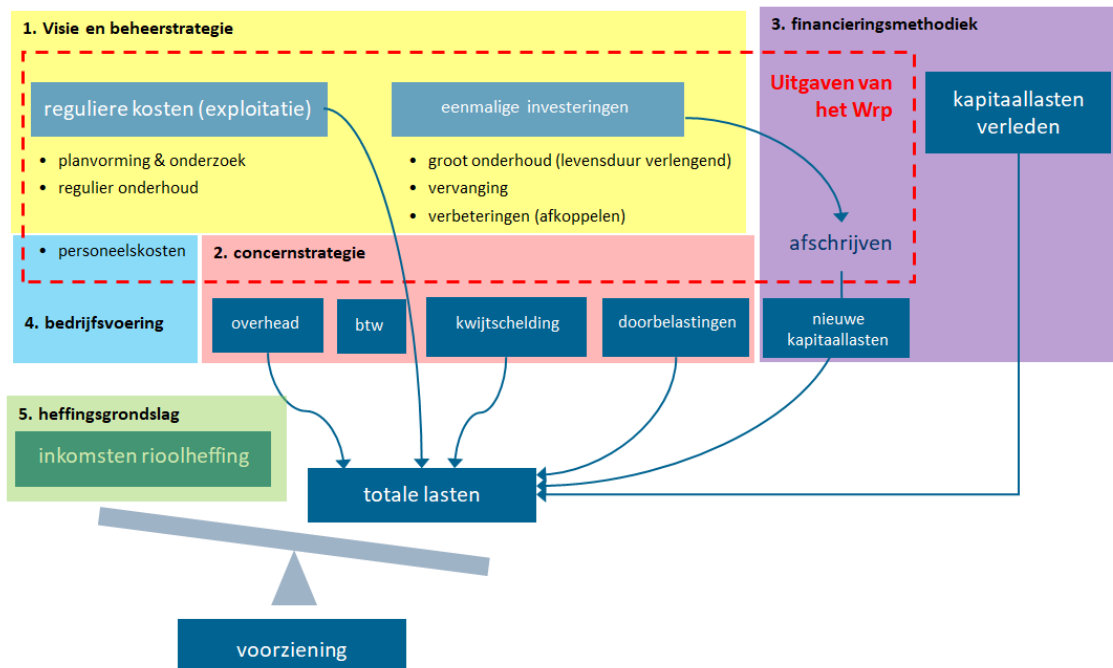 1. Visie en beheerstrategie
reguliere kosten (exploitatie)
• planvorming & onderzoek
• regulier onderhoud
• personeelskosten
eenmalige investeringen
• groot onderhoud (levensduur verlengend)
• vervanging
• verbeteringen (afkoppelen)
3. financieringsmethodiek
Uitgaven van
het Wrp
kapitaallasten
verleden
afschrijven
nieuwe
kapitaallasten
2. concernstrategie
overhead
btw
kwijtschelding
doorbelastingen
4. bedrijfsvoering
5. heffingsgrondslag
inkomsten rioolheffing
totale lasten
voorziening